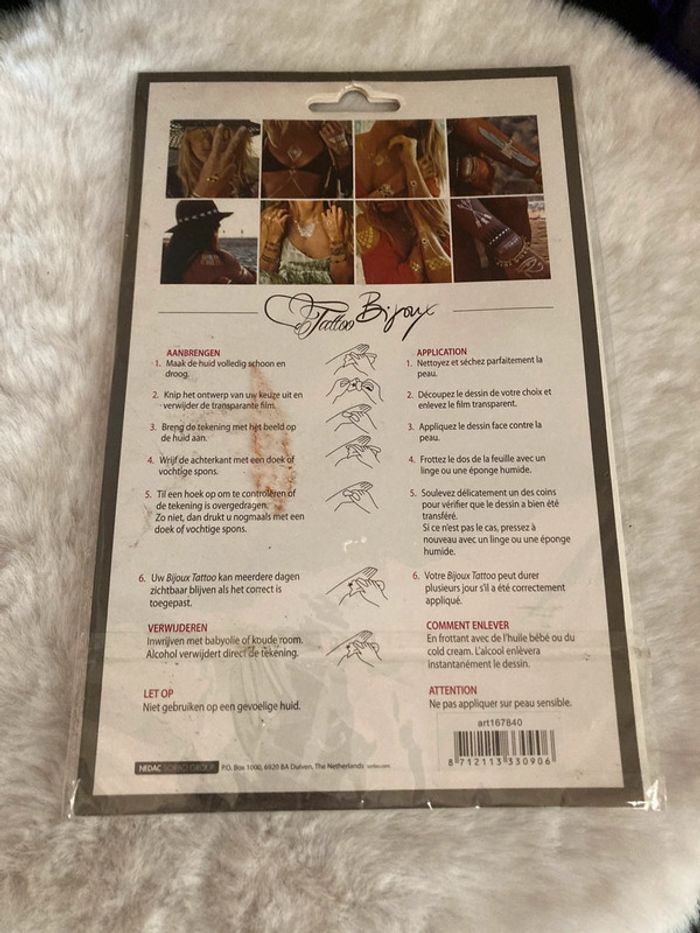 Tattoo Bijoux
AANBRENGEN
1. Maak de huid volledig schoon en
droog.
2. Knip het ontwerp van uw keuze uit en
verwijder de transparante film.
3. Breng de tekening met het beeld op
de huid aan.
4. Wrijf de achterkant met een doek of
vochtige spons.
5. Til een hoek op om te controleren of
de tekening is overgedragen.
Zo niet, dan drukt u nogmaals met een
doek of vochtige spons.
6. Uw Bijoux Tattoo kan meerdere dagen
zichtbaar blijven als het correct is
toegepast.
VERWIJDEREN
Inwrijven met babyolie of koude room.
Alcohol verwijdert direct de tekening.
LET OP
Niet gebruiken op een gevoelige huid.
APPLICATION
1. Nettoyez et séchez parfaitement la
peau.
2. Découpez le dessin de votre choix et
enlevez le film transparent.
3. Appliquez le dessin face contre la
peau.
4. Frottez le dos de la feuille avec un
linge ou une éponge humide.
5. Soulevez délicatement un des coins
pour vérifier que le dessin a bien été
transféré.
Si ce n'est pas le cas, pressez à
nouveau avec un linge ou une éponge
humide.
6. Votre Bijoux Tattoo peut durer
plusieurs jour s'il a été correctement
appliqué.
COMMENT ENLEVER
En frottant avec de l'huile bébé ou du
cold cream. L'alcool enlèvera
instantanément le dessin.
ATTENTION
Ne pas appliquer sur peau sensible.
art167840
8 712113 330906
NEDAC SORBO GROUP P.O. Box 1000, 6920 BA Duiven, The Netherlands sorbo.com